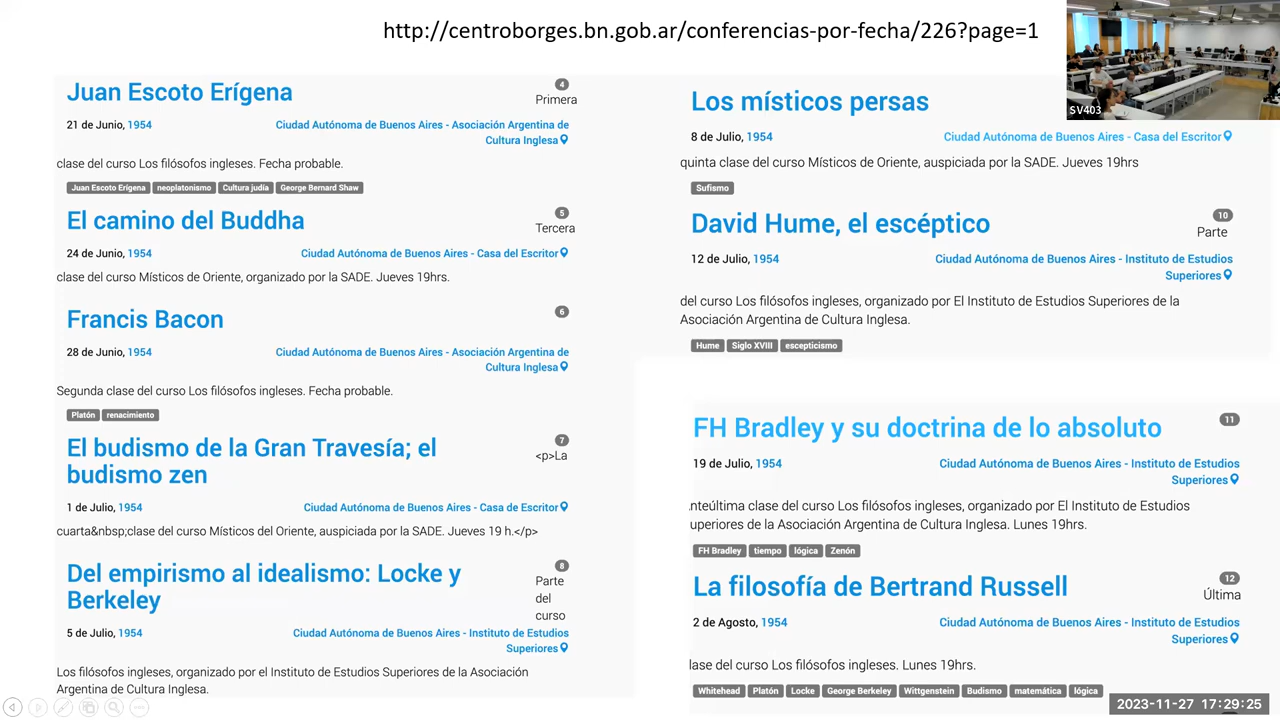 http://centroborges.bn.gob.ar/conferencias-por-fecha/226?page=1
SV403
Juan Escoto Erígena
4
Primera
21 de Junio, 1954
Ciudad Autónoma de Buenos Aires - Asociación Argentina de
Cultura Inglesa
clase del curso Los filósofos ingleses. Fecha probable.
Juan Escoto Erígena neoplatonismo Cultura judía George Bernard Shaw
El camino del Buddha
5
Tercera
24 de Junio, 1954
Ciudad Autónoma de Buenos Aires - Casa del Escritor
clase del curso Místicos de Oriente, organizado por la SADE. Jueves 19hrs.
Francis Bacon
6
28 de Junio, 1954
Ciudad Autónoma de Buenos Aires - Asociación Argentina de
Cultura Inglesa
Segunda clase del curso Los filósofos ingleses. Fecha probable.
Platón renacimiento
El budismo de la Gran Travesía; el
budismo zen
7
<p>La
1 de Julio, 1954
Ciudad Autónoma de Buenos Aires - Casa de Escritor
cuarta&nbsp;clase del curso Místicos del Oriente, auspiciada por la SADE. Jueves 19 h.</p>
Del empirismo al idealismo: Locke y
Berkeley
8
Parte
del
curso
5 de Julio, 1954
Ciudad Autónoma de Buenos Aires - Instituto de Estudios
Superiores
Los filósofos ingleses, organizado por el Instituto de Estudios Superiores de la Asociación
Argentina de Cultura Inglesa.
Los místicos persas
8 de Julio, 1954
Ciudad Autónoma de Buenos Aires - Casa del Escritor
quinta clase del curso Místicos de Oriente, auspiciada por la SADE. Jueves 19hrs
Sufismo
David Hume, el escéptico
10
Parte
12 de Julio, 1954
Ciudad Autónoma de Buenos Aires - Instituto de Estudios
Superiores
del curso Los filósofos ingleses, organizado por El Instituto de Estudios Superiores de la
Asociación Argentina de Cultura Inglesa.
Hume Siglo XVIII escepticismo
FH Bradley y su doctrina de lo absoluto
11
19 de Julio, 1954
Ciudad Autónoma de Buenos Aires - Instituto de Estudios
Superiores
nteúltima clase del curso Los filósofos ingleses, organizado por El Instituto de Estudios
uperiores de la Asociación Argentina de Cultura Inglesa. Lunes 19hrs.
FH Bradley tiempo lógica Zenón
La filosofía de Bertrand Russell
12
Última
2 de Agosto, 1954
Ciudad Autónoma de Buenos Aires - Instituto de Estudios
Superiores
lase del curso Los filósofos ingleses. Lunes 19hrs.
Whitehead Platón Locke George Berkeley Wittgenstein Budismo matemática lógica
2023-11-27 17:29:25